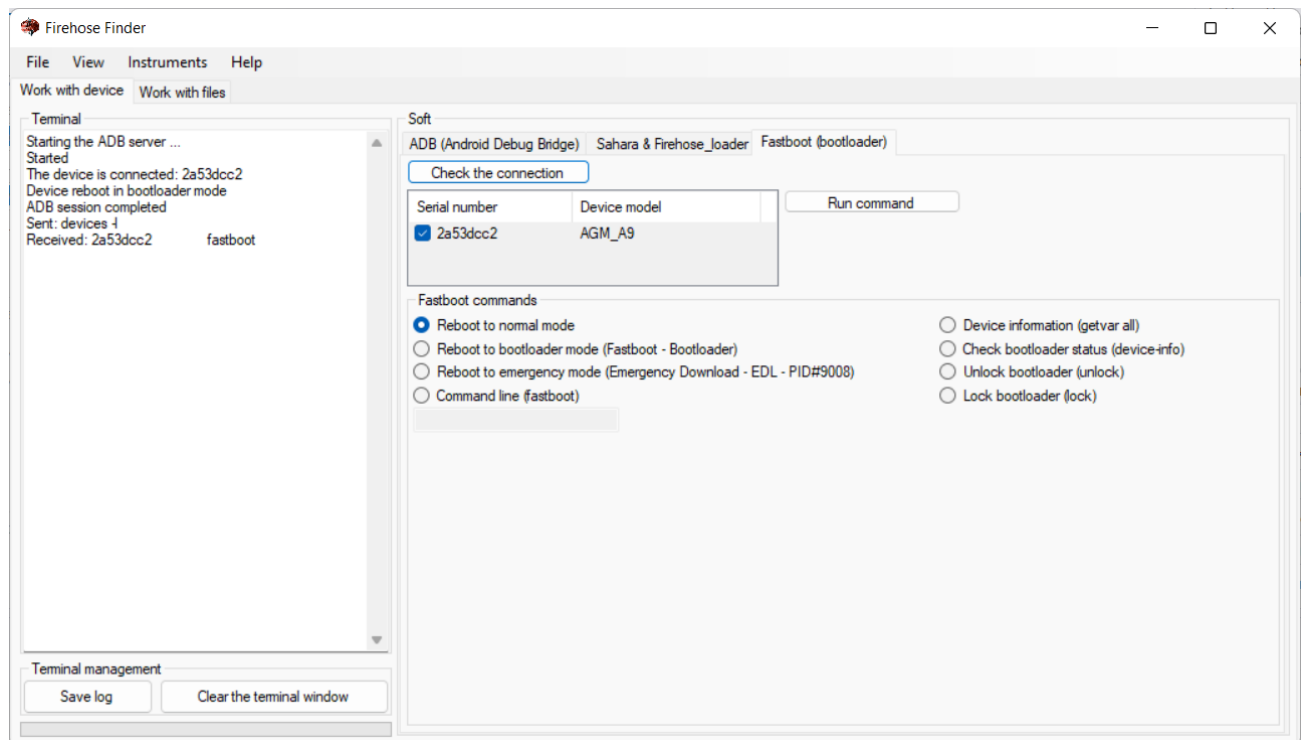 Firehose Finder
File View Instruments Help
Work with device Work with files
Terminal
Starting the ADB server ...
Started
The device is connected: 2a53dcc2
Device reboot in bootloader mode
ADB session completed
Sent: devices -l
Received: 2a53dcc2 fastboot
Terminal management
Save log Clear the terminal window
Soft
ADB (Android Debug Bridge) Sahara & Firehose_loader Fastboot (bootloader)
Check the connection
Serial number Device model
2a53dcc2 AGM_A9
Run command
Fastboot commands
Reboot to normal mode
Reboot to bootloader mode (Fastboot - Bootloader)
Reboot to emergency mode (Emergency Download - EDL - PID#9008)
Command line (fastboot)
Device information (getvar all)
Check bootloader status (device-info)
Unlock bootloader (unlock)
Lock bootloader (lock)